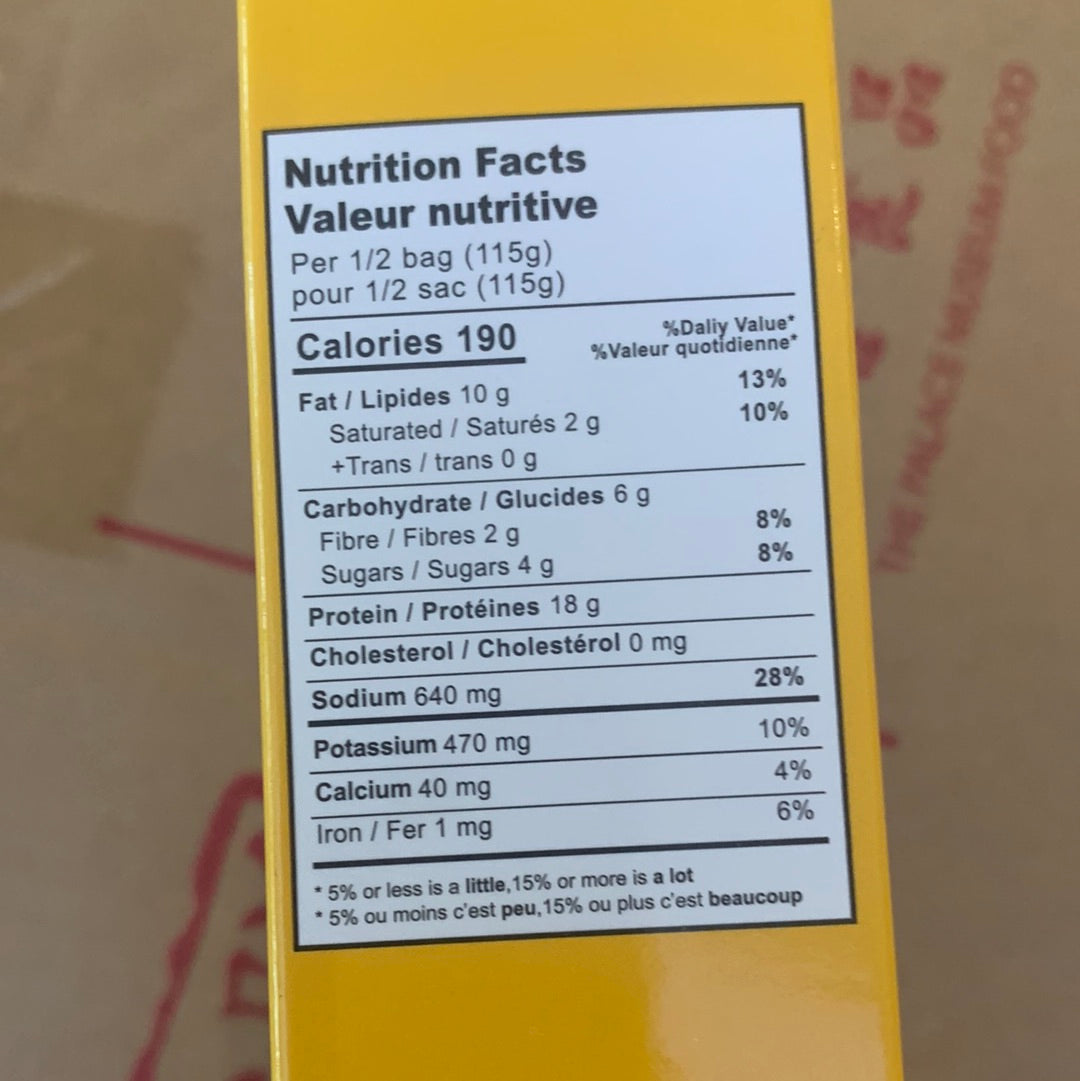 Nutrition Facts
Valeur nutritive
Per 1/2 bag (115g)
pour 1/2 sac (115g)
Calories 190
%Daliy Value*
%Valeur quotidienne*
Fat / Lipides 10 g 13%
Saturated / Saturés 2 g 10%
+Trans / trans 0 g
Carbohydrate / Glucides 6 g
Fibre / Fibres 2 g 8%
Sugars / Sugars 4 g 8%
Protein / Protéines 18 g
Cholesterol / Cholestérol 0 mg
Sodium 640 mg 28%
Potassium 470 mg 10%
Calcium 40 mg 4%
Iron / Fer 1 mg 6%
* 5% or less is a little,15% or more is a lot
* 5% ou moins c'est peu,15% ou plus c'est beaucoup
THE PALACE MUSEUM FOOD